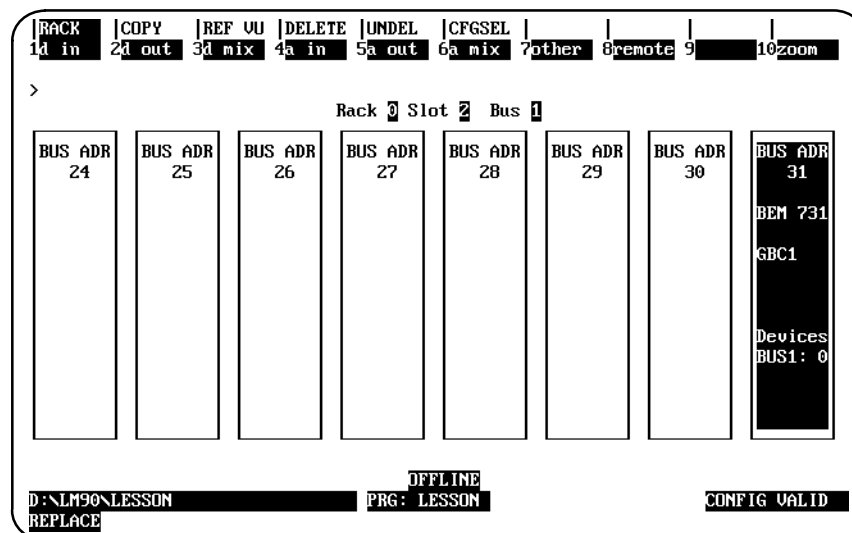 RACK |COPY |REF VU |DELETE |UNDEL |CFGSEL | | | |
1d in 2d out 3d mix 4a in 5a out 6a mix 7other 8remote 9 10zoom
>
Rack 0 Slot 2 Bus 1
BUS ADR BUS ADR BUS ADR BUS ADR BUS ADR BUS ADR BUS ADR BUS ADR
24 25 26 27 28 29 30 31
BEM 731
GBC1
Devices
BUS1: 0
OFFLINE
D:\LM90\LESSON PRG: LESSON CONFIG VALID
REPLACE